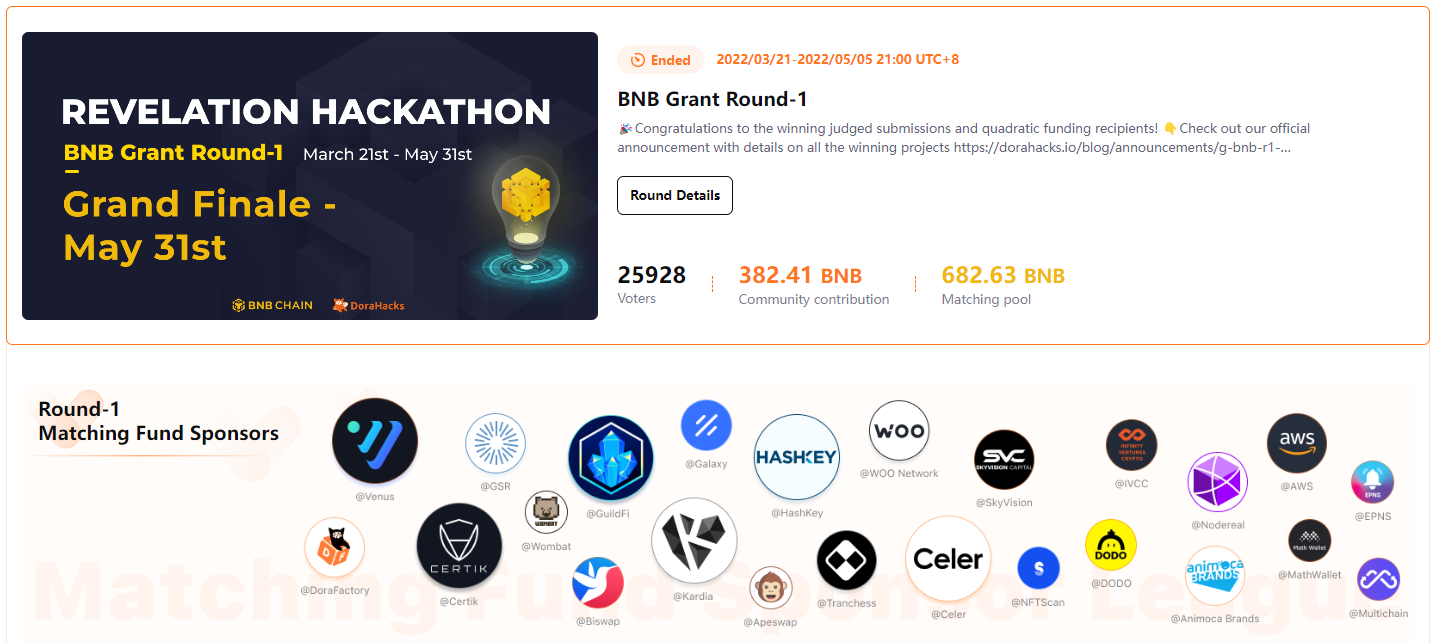 REVELATION HACKATHON
BNB Grant Round-1 March 21st - May 31st
Grand Finale -
May 31st
BNB CHAIN DoraHacks
Ended 2022/03/21-2022/05/05 21:00 UTC+8
BNB Grant Round-1
🎉Congratulations to the winning judged submissions and quadratic funding recipients! 👇Check out our official
announcement with details on all the winning projects https://dorahacks.io/blog/announcements/g-bnb-r1-...
Round Details
25928 382.41 BNB 682.63 BNB
Voters Community contribution Matching pool
Round-1
Matching Fund Sponsors
@Venus
@GSR
@GuildFi
@Galaxy
HASHKEY
@HashKey
WOO
@WOO Network
SVC
SKYVISION CAPITAL
@SkyVision
INFINITY
VENTURES
CRYPTO
@IVCC
@Nodereal
aws
@AWS
EPNS
@EPNS
DF
@DoraFactory
CERTIK
@Certik
WOMBAT
@Wombat
@Biswap
@Kardia
@Apeswap
@Tranchess
Celer
@Celer
@NFTScan
DODO
@DODO
animoca
BRANDS
@Animoca Brands
Math Wallet
@MathWallet
@Multichain
Matching Fund Sponsor League